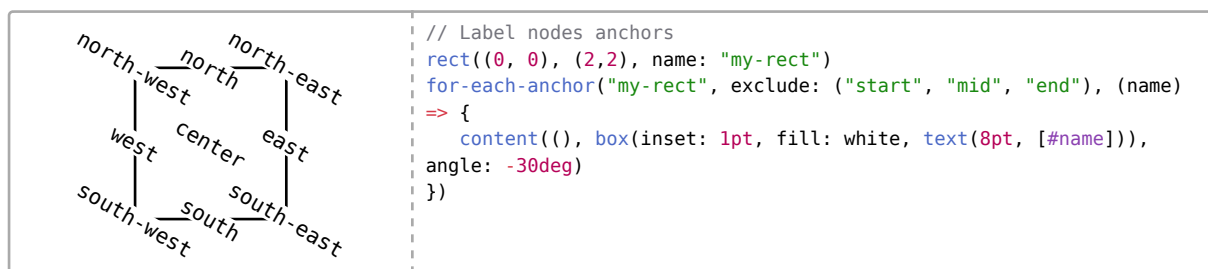 north-west
north
north-east
west
center
east
south-west
south
south-east
// Label nodes anchors
rect((0, 0), (2,2), name: "my-rect")
for-each-anchor("my-rect", exclude: ("start", "mid", "end"), (name)
=> {
content((), box(inset: 1pt, fill: white, text(8pt, [#name])),
angle: -30deg)
})